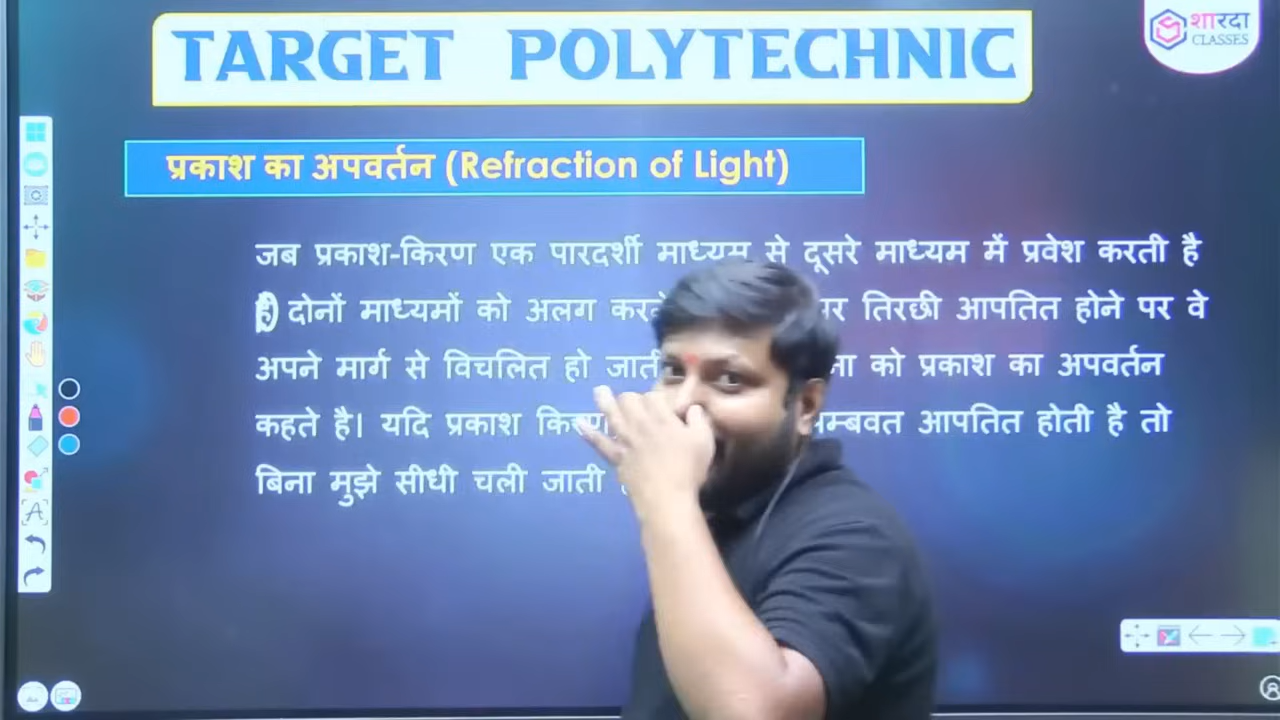 TARGET POLYTECHNIC
शारदा
CLASSES
प्रकाश का अपवर्तन (Refraction of Light)
जब प्रकाश-किरण एक पारदर्शी माध्यम से दूसरे माध्यम में प्रवेश करती है
है) दोनों माध्यमों को अलग तिरछी आपतित होने पर वे
अपने मार्ग से विचलित हो को प्रकाश का अपवर्तन
कहते है। यदि प्रकाश किरण आपतित होती है तो
बिना मुझे सीधी चली जाती